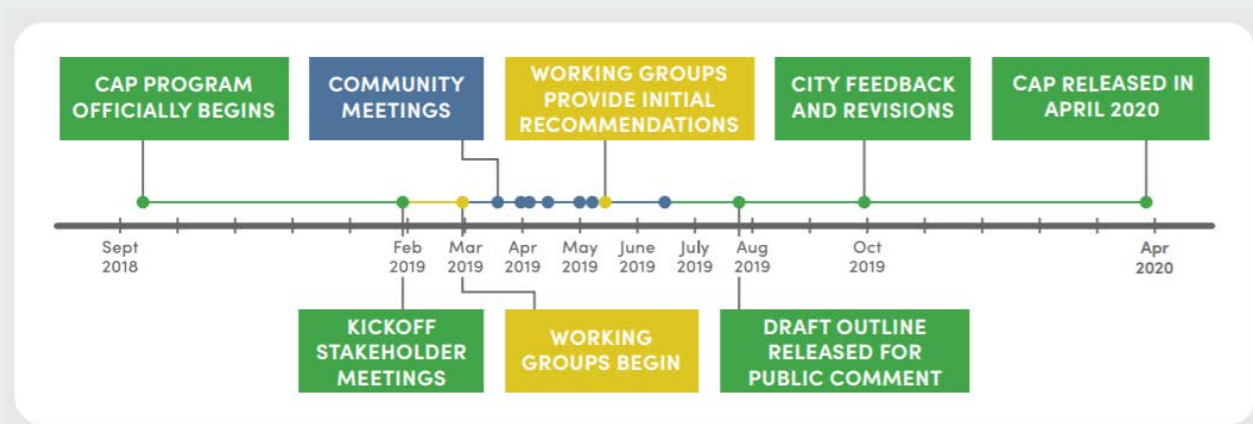 CAP PROGRAM
OFFICIALLY BEGINS
COMMUNITY
MEETINGS
WORKING GROUPS
PROVIDE INITIAL
RECOMMENDATIONS
CITY FEEDBACK
AND REVISIONS
CAP RELEASED IN
APRIL 2020
Sept
2018
Feb
2019
Mar
2019
Apr
2019
May
2019
June
2019
July
2019
Aug
2019
Oct
2019
Apr
2020
KICKOFF
STAKEHOLDER
MEETINGS
WORKING
GROUPS BEGIN
DRAFT OUTLINE
RELEASED FOR
PUBLIC COMMENT